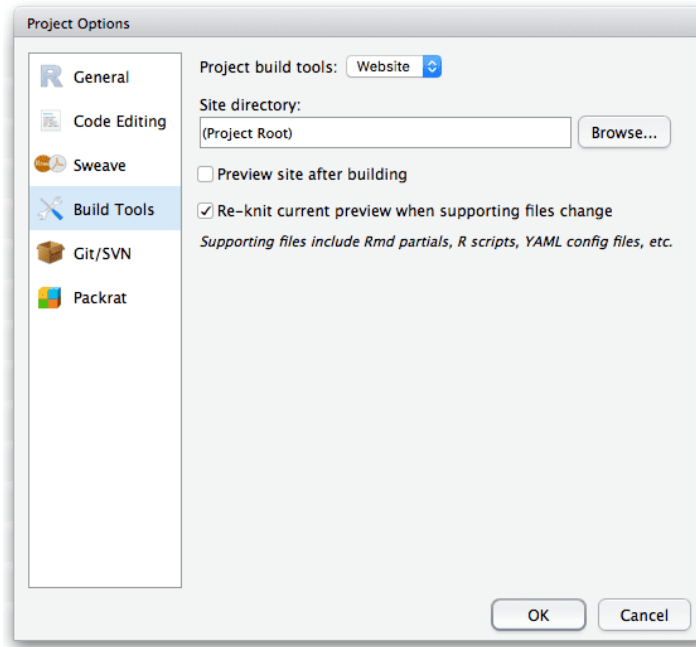 Project Options
General
Code Editing
Sweave
Build Tools
Git/SVN
Packrat
Project build tools: Website
Site directory:
(Project Root)
Browse...
Preview site after building
Re-knit current preview when supporting files change
Supporting files include Rmd partials, R scripts, YAML config files, etc.
OK
Cancel